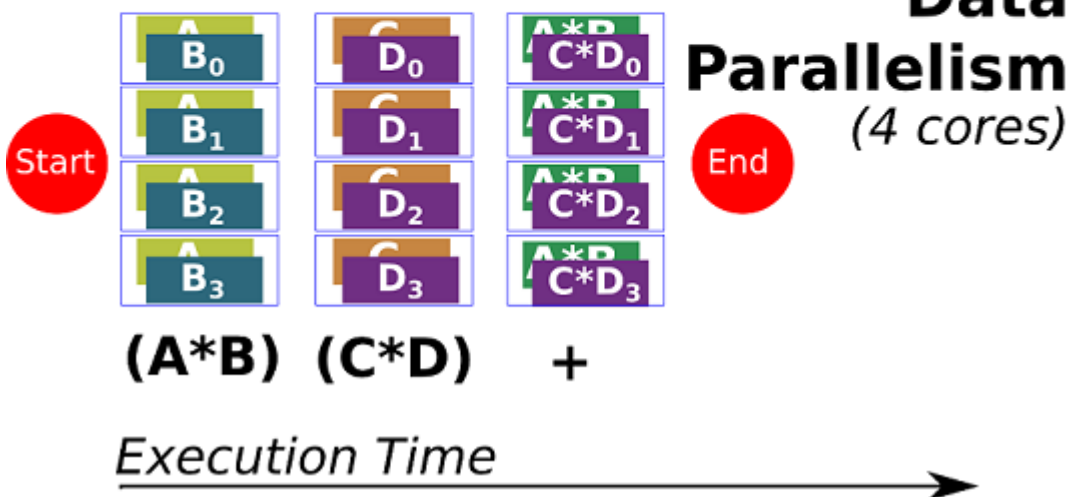 Data
Parallelism
(4 cores)
Start
A
B₀
C
D₀
A*B
C*D₀
A
B₁
C
D₁
A*B
C*D₁
A
B₂
C
D₂
A*B
C*D₂
A
B₃
C
D₃
A*B
C*D₃
End
(A*B) (C*D) +
Execution Time